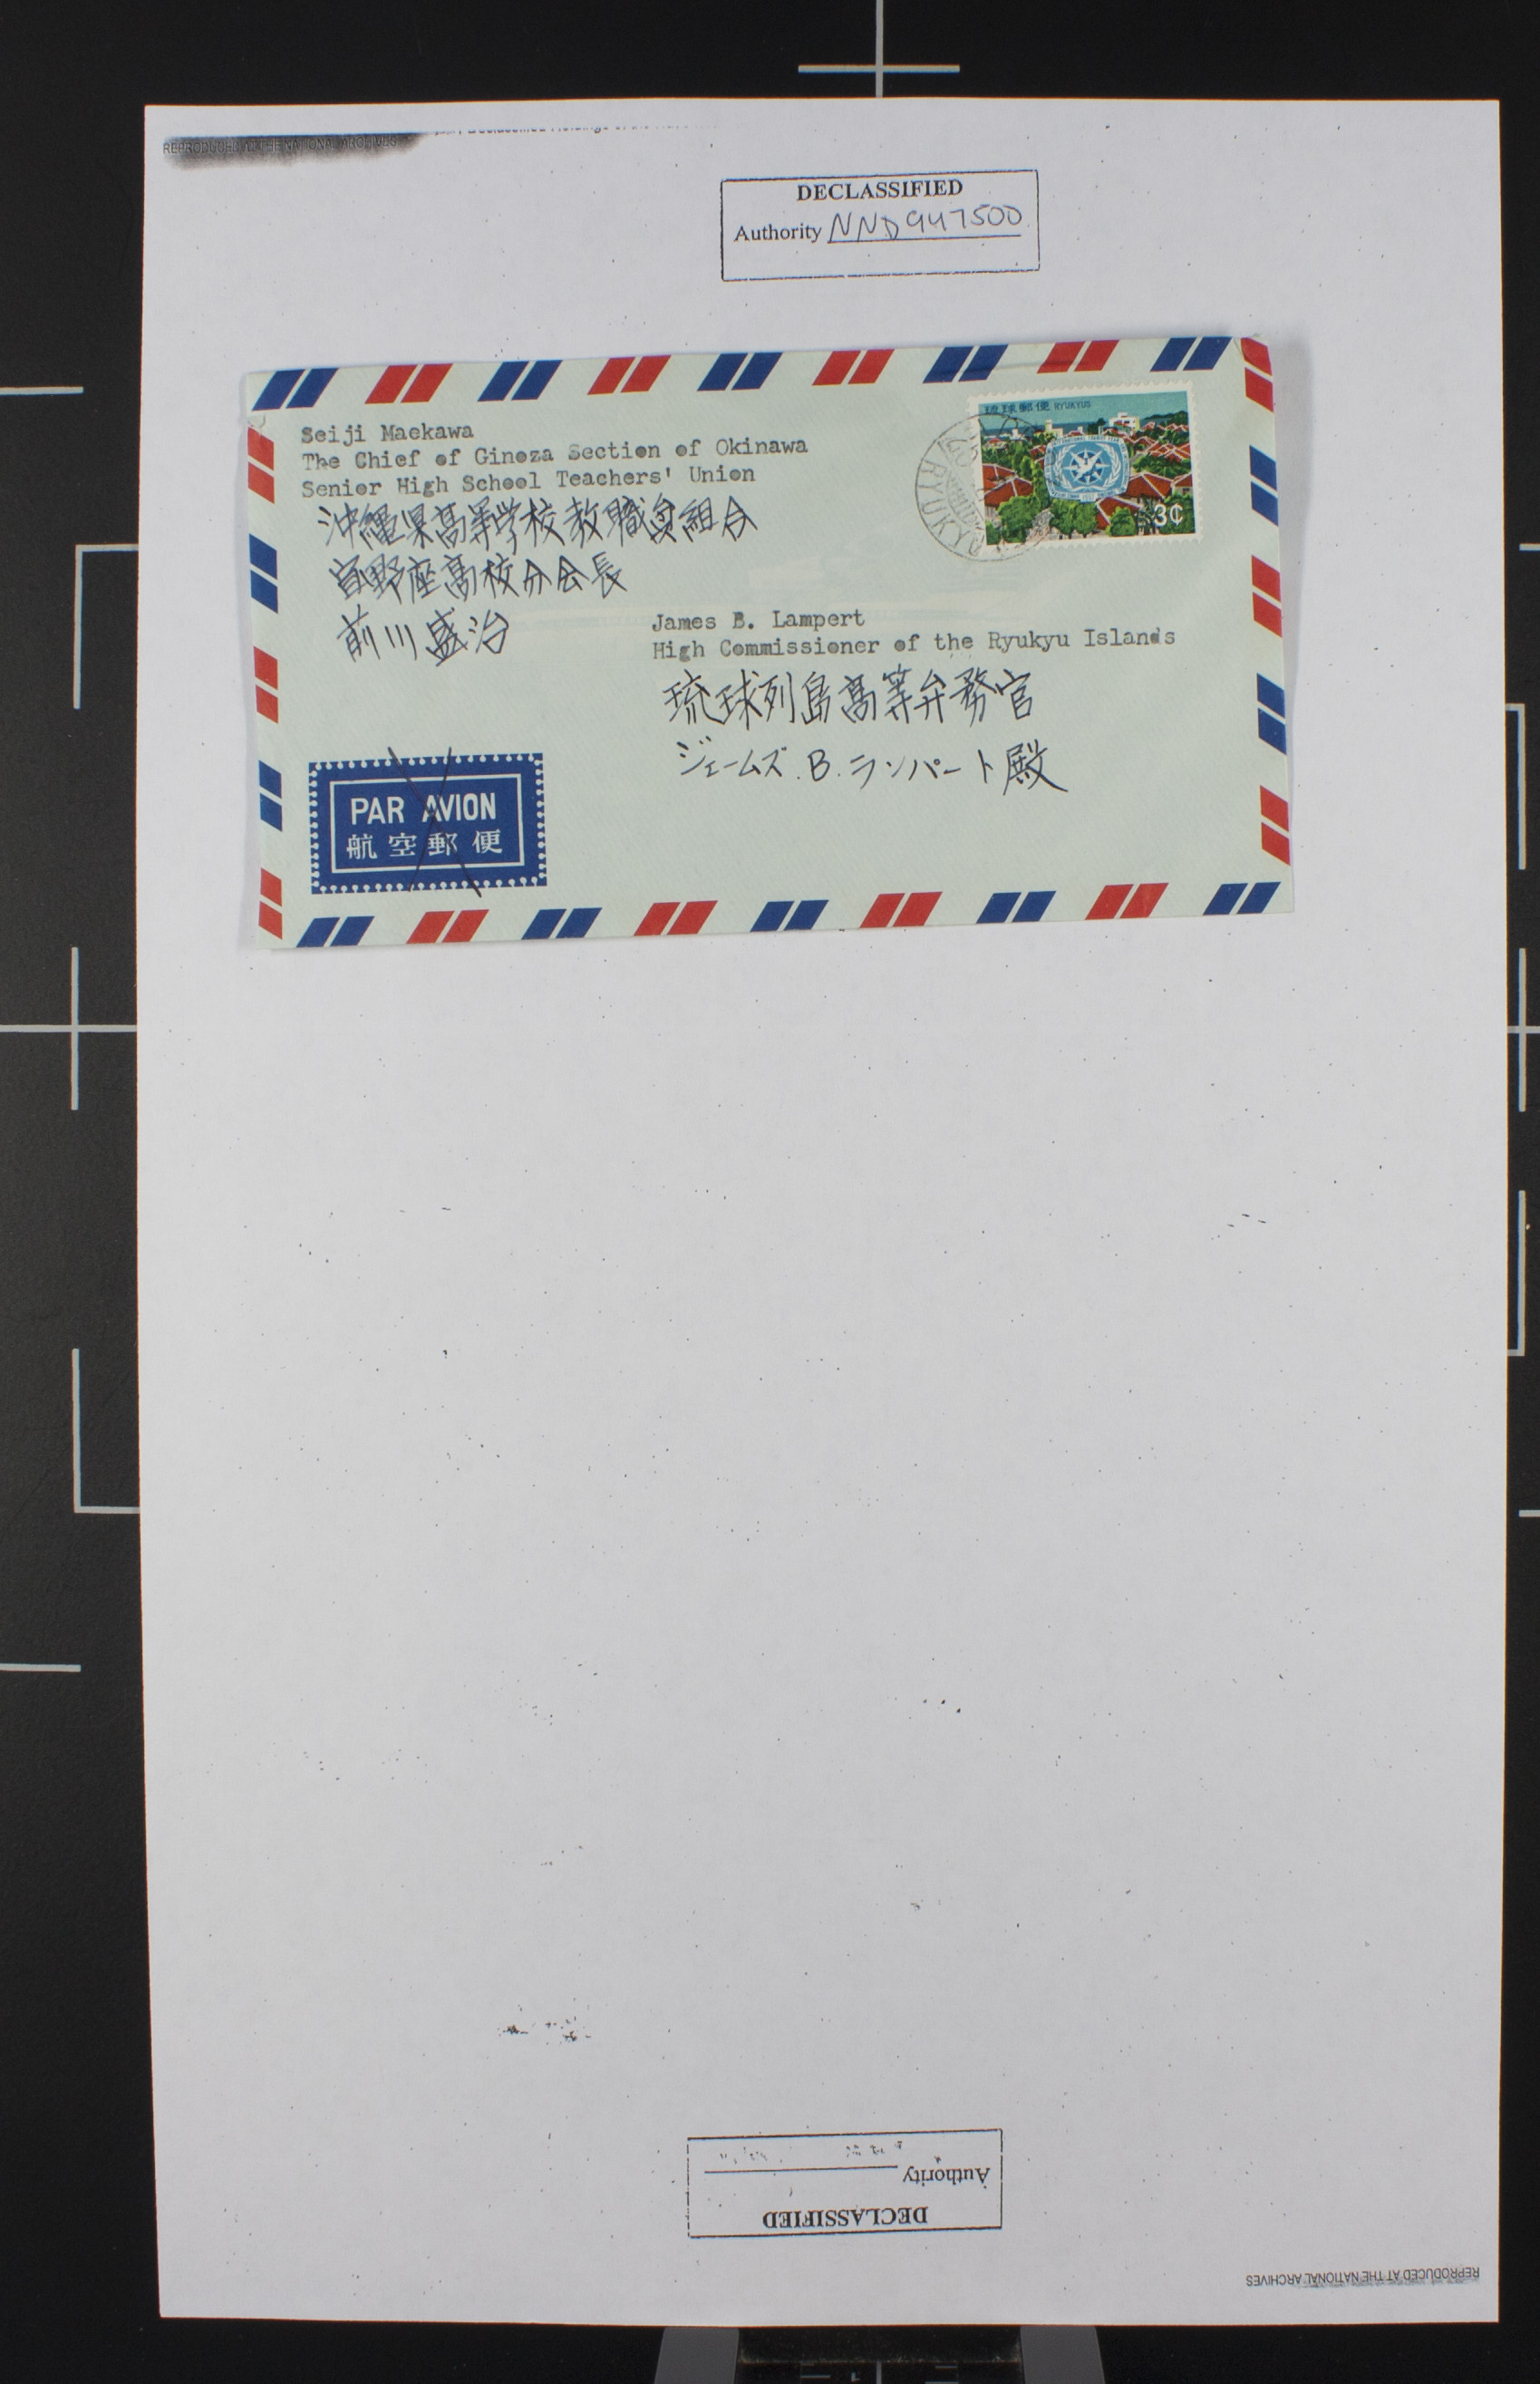 REPRODUCED AT THE NATIONAL ARCHIVES
DECLASSIFIED
Authority NND947500
Seiji Maekawa
The Chief of Ginoza Section of Okinawa
Senior High School Teachers' Union
沖縄県高等学校教職員組合
宜野座高校分会長
前川盛治
琉球郵便 RYUKYUS
3¢
RYUKYU
James B. Lampert
High Commissioner of the Ryukyu Islands
琉球列島高等弁務官
ジェームズ.B.ランパート殿
PAR AVION
航空郵便
Authority
DECLASSIFIED
REPRODUCED AT THE NATIONAL ARCHIVES